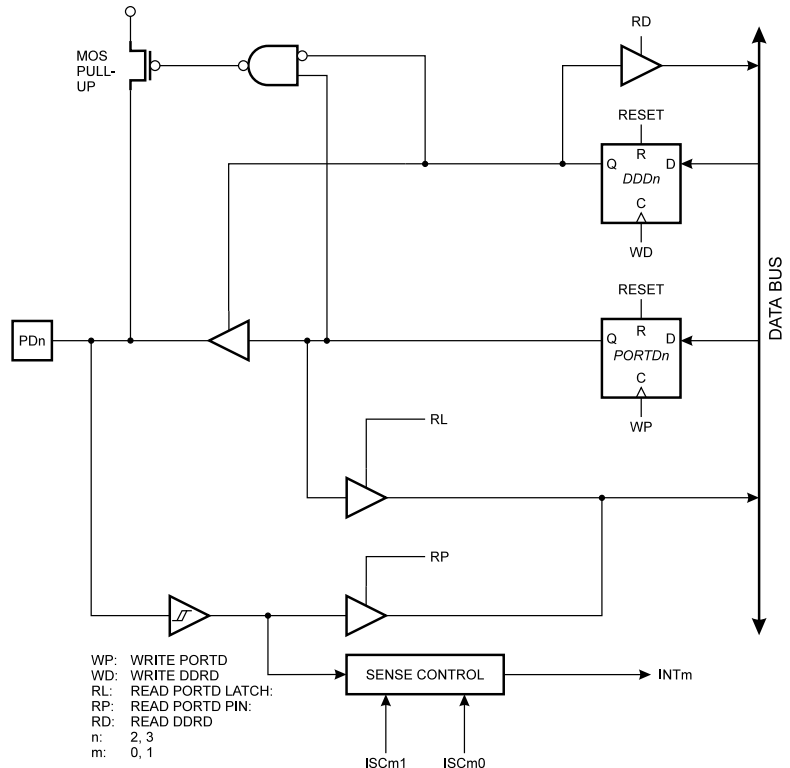 RD
MOS
PULL-
UP
RESET
R
Q
D
DDDn
C
WD
DATA BUS
RESET
R
PDn
Q
D
PORTDn
C
WP
RL
RP
WP: WRITE PORTD
WD: WRITE DDRD
RL: READ PORTD LATCH:
RP: READ PORTD PIN:
RD: READ DDRD
n: 2, 3
m: 0, 1
SENSE CONTROL
INTm
ISCm1
ISCm0